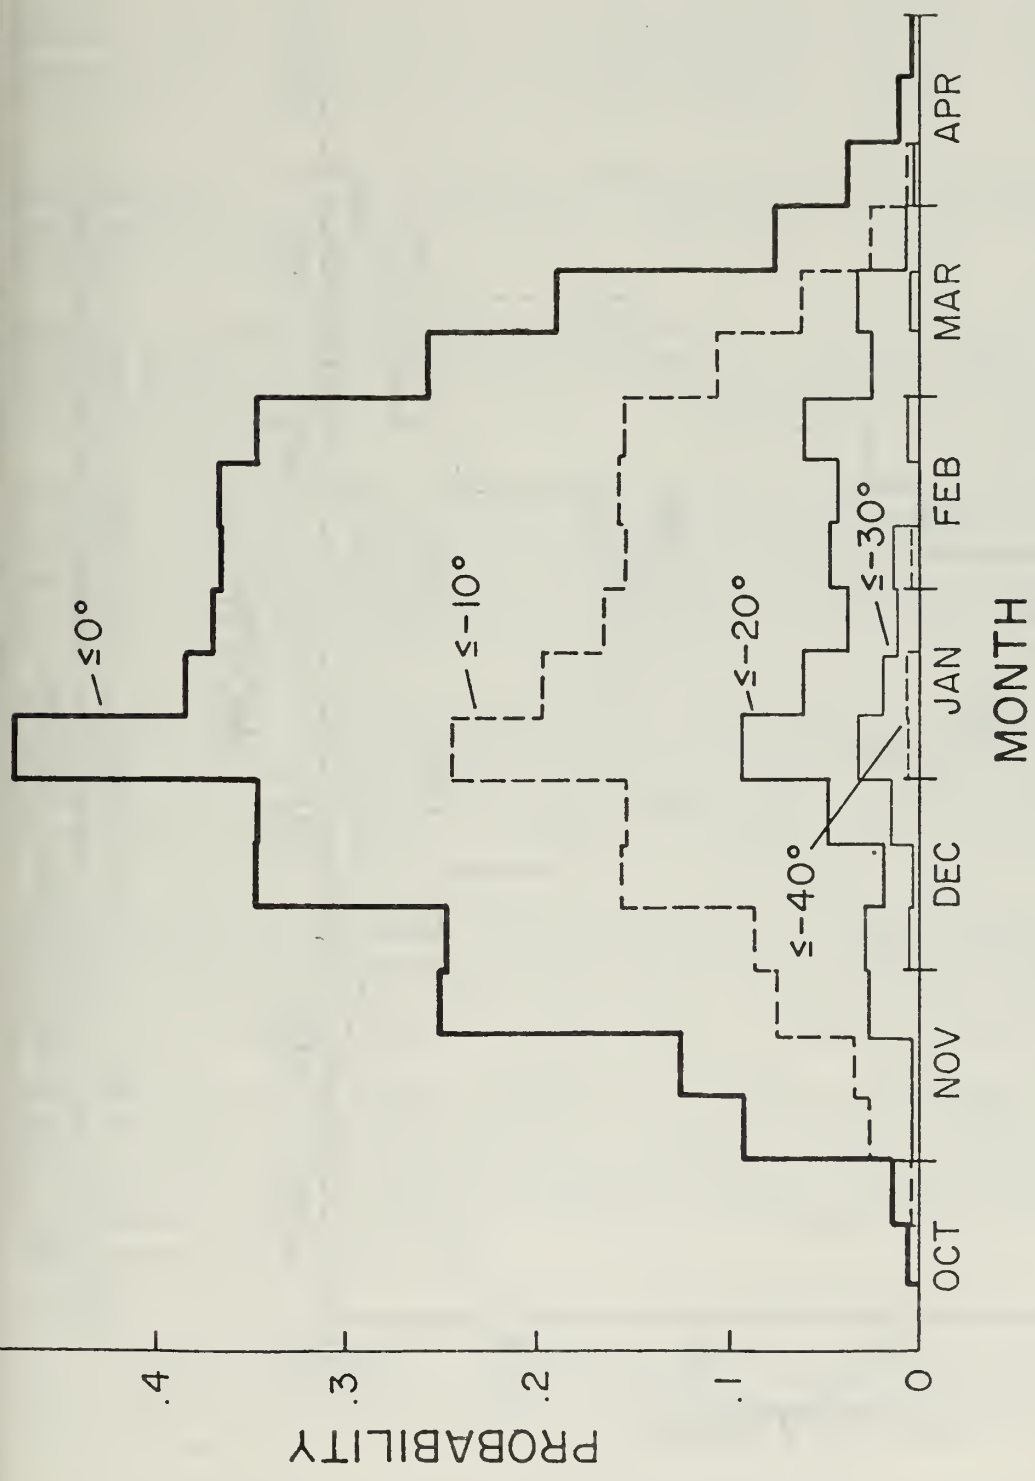 PROBABILITY
.4
.3
.2
.1
0
≤0°
≤-10°
≤-20°
≤-30°
≤-40°
OCT
NOV
DEC
JAN
FEB
MAR
APR
MONTH